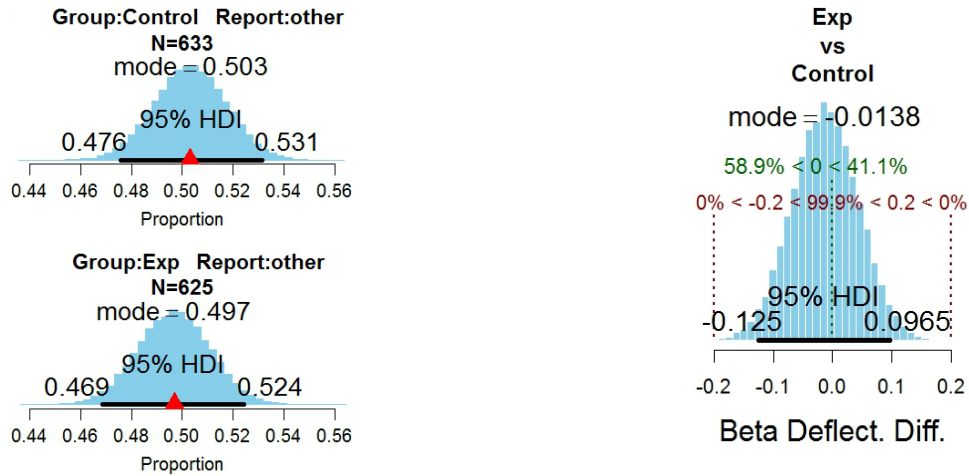 Group:Control Report:other
N=633
mode = 0.503
95% HDI
0.476 0.531
0.44 0.46 0.48 0.50 0.52 0.54 0.56
Proportion
Group:Exp Report:other
N=625
mode = 0.497
95% HDI
0.469 0.524
0.44 0.46 0.48 0.50 0.52 0.54 0.56
Proportion
Exp
vs
Control
mode = -0.0138
58.9% < 0 < 41.1%
0% < -0.2 < 99.9% < 0.2 < 0%
95% HDI
-0.125 0.0965
-0.2 -0.1 0.0 0.1 0.2
Beta Deflect. Diff.